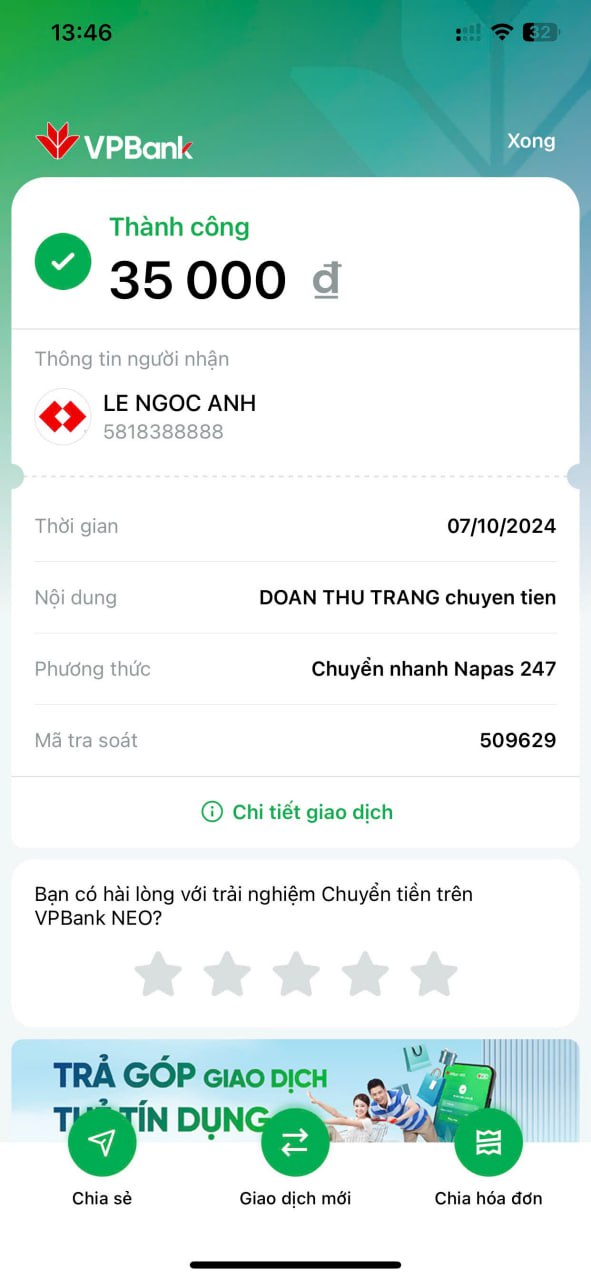 13:46
32
VPBank
Xong
Thành công
35 000 đ
Thông tin người nhận
LE NGOC ANH
5818388888
Thời gian
07/10/2024
Nội dung
DOAN THU TRANG chuyen tien
Phương thức
Chuyển nhanh Napas 247
Mã tra soát
509629
Chi tiết giao dịch
Bạn có hài lòng với trải nghiệm Chuyển tiền trên
VPBank NEO?
TRẢ GÓP GIAO DỊCH
THẺ TÍN DỤNG
Chia sẻ
Giao dịch mới
Chia hóa đơn